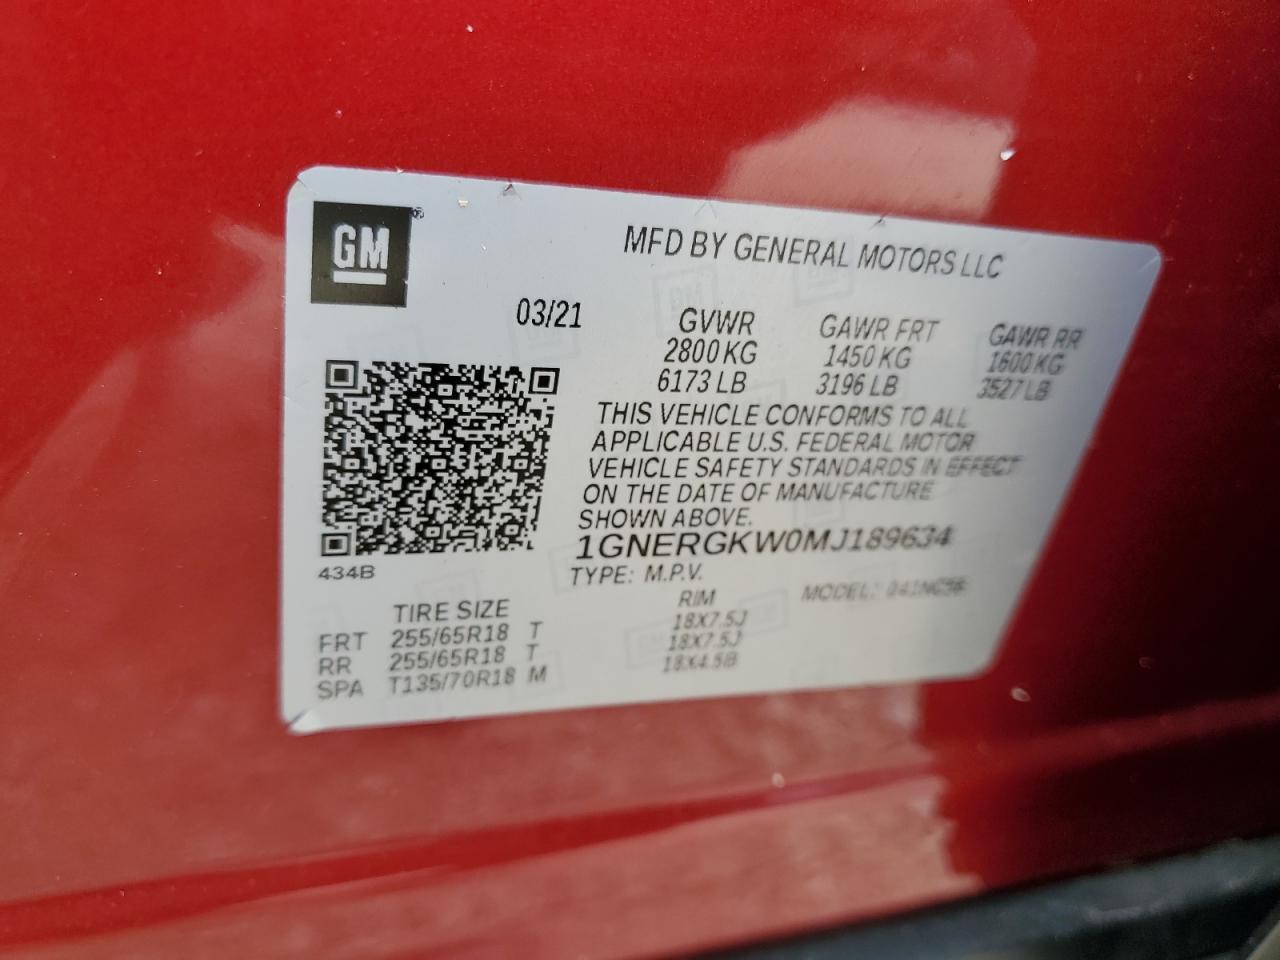 GM
MFD BY GENERAL MOTORS LLC
03/21
GVWR GAWR FRT GAWR RR
2800 KG 1450 KG 1600 KG
6173 LB 3196 LB 3527 LB
THIS VEHICLE CONFORMS TO ALL
APPLICABLE U.S. FEDERAL MOTOR
VEHICLE SAFETY STANDARDS IN EFFECT
ON THE DATE OF MANUFACTURE
SHOWN ABOVE.
1GNERGKW0MJ189634
434B
TYPE: M.P.V. MODEL:
TIRE SIZE RIM
FRT 255/65R18 T 18X7.5J
RR 255/65R18 T 18X7.5J
SPA T135/70R18 M 18X4.5B